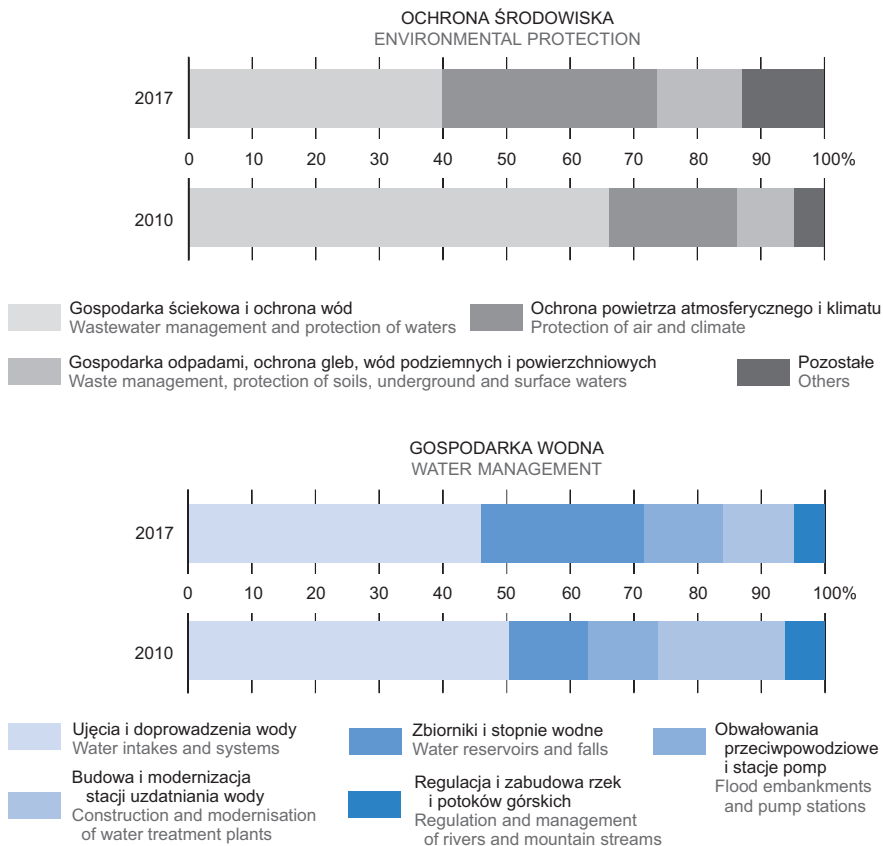 OCHRONA ŚRODOWISKA
ENVIRONMENTAL PROTECTION
2017
0 10 20 30 40 50 60 70 80 90 100%
2010
Gospodarka ściekowa i ochrona wód
Wastewater management and protection of waters
Ochrona powietrza atmosferycznego i klimatu
Protection of air and climate
Gospodarka odpadami, ochrona gleb, wód podziemnych i powierzchniowych
Waste management, protection of soils, underground and surface waters
Pozostałe
Others
GOSPODARKA WODNA
WATER MANAGEMENT
2017
0 10 20 30 40 50 60 70 80 90 100%
2010
Ujęcia i doprowadzenia wody
Water intakes and systems
Zbiorniki i stopnie wodne
Water reservoirs and falls
Obwałowania
przeciwpowodziowe
i stacje pomp
Flood embankments
and pump stations
Budowa i modernizacja
stacji uzdatniania wody
Construction and modernisation
of water treatment plants
Regulacja i zabudowa rzek
i potoków górskich
Regulation and management
of rivers and mountain streams